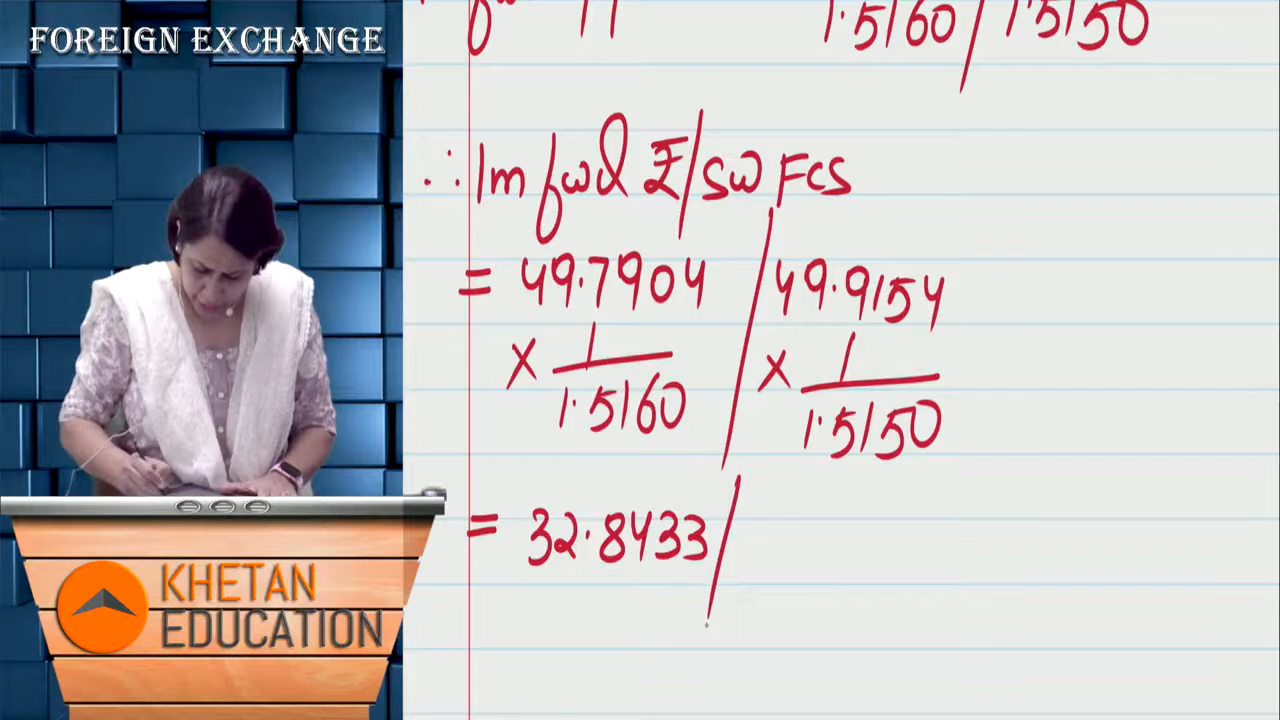 FOREIGN EXCHANGE
1.5160/1.5150
∴ 1m fwd ₹/SW FCS
= 49.7904 / 49.9154
× 1/1.5160 / × 1/1.5150
= 32.8433/
KHETAN
EDUCATION